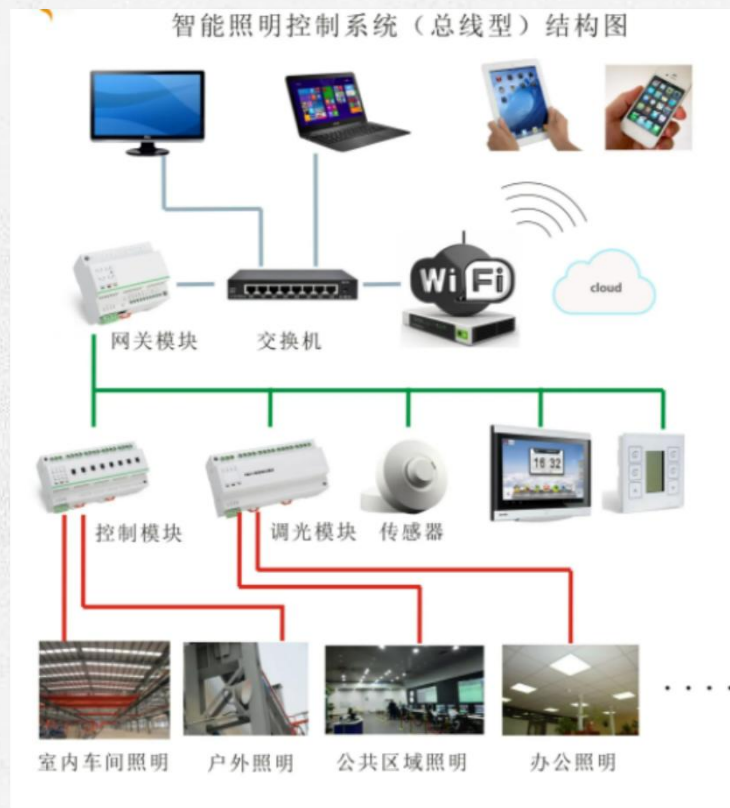 智能照明控制系统（总线型）结构图
WiFi
cloud
网关模块
交换机
16 32
控制模块
调光模块
传感器
室内车间照明
户外照明
公共区域照明
办公照明
· · · ·